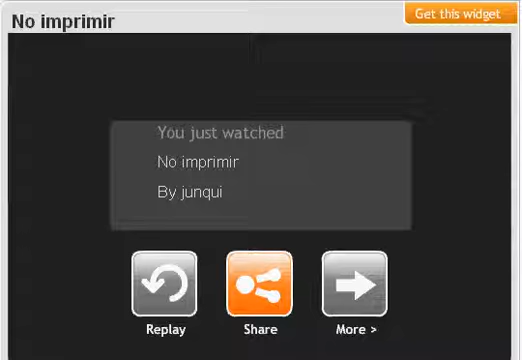 No imprimir
Get this widget
You just watched
No imprimir
By junqui
Replay
Share
More >